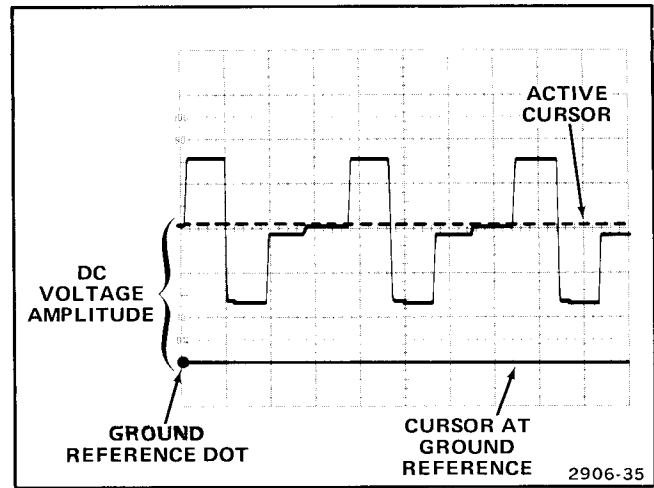 ACTIVE
CURSOR
DC
VOLTAGE
AMPLITUDE
GROUND
REFERENCE DOT
CURSOR AT
GROUND
REFERENCE
2906-35